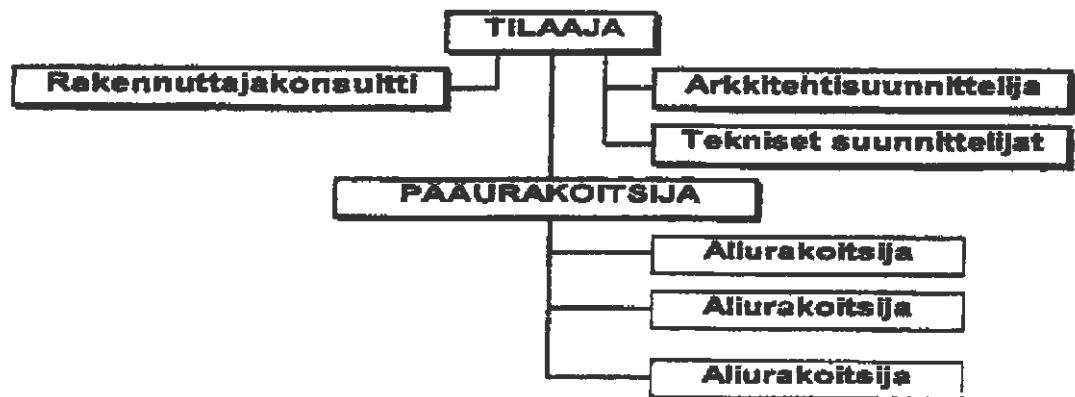 TILAAJA
Rakennuttajakonsultti
Arkkitehtisuunnittelija
Tekniset suunnittelijat
PÄÄURAKOITSIJA
Aliurakoitsija
Aliurakoitsija
Aliurakoitsija